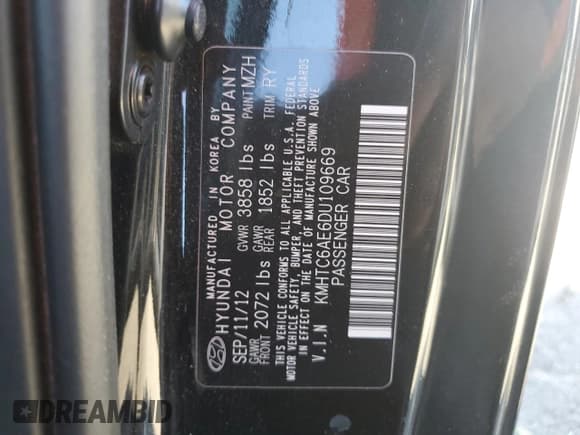 MANUFACTURED IN KOREA BY
HYUNDAI MOTOR COMPANY
SEP/11/12 GVWR 3858 lbs PAINT MZH
GAWR FRONT 2072 lbs GAWR REAR 1852 lbs TRIM RY
THIS VEHICLE CONFORMS TO ALL APPLICABLE U.S.A. FEDERAL
MOTOR VEHICLE SAFETY, BUMPER, AND THEFT PREVENTION STANDARDS
IN EFFECT ON THE DATE OF MANUFACTURE SHOWN ABOVE
V.I.N KMHTC6AE6DU109669
PASSENGER CAR
DREAMBID